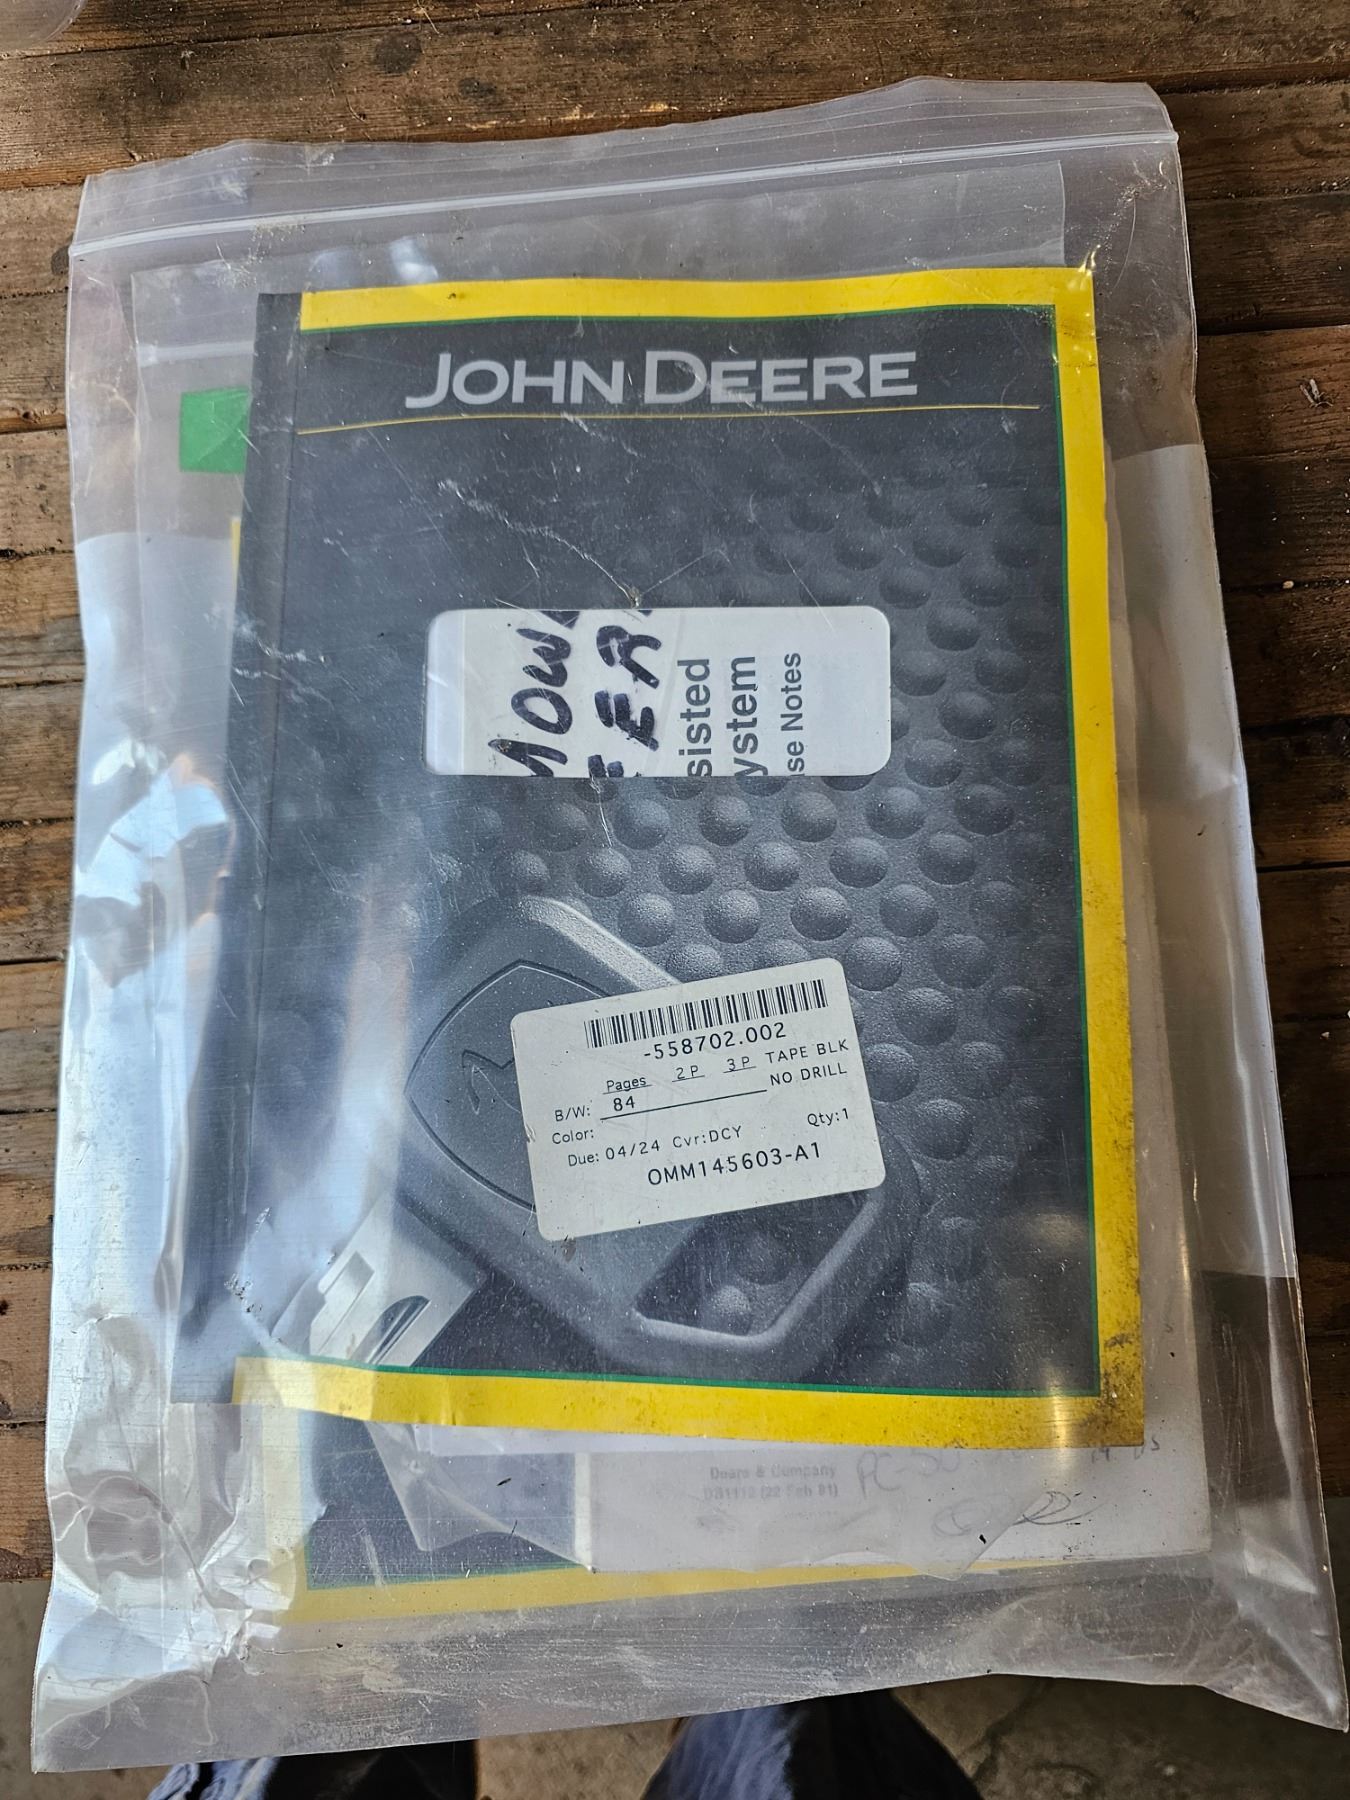 JOHN DEERE
sisted
ystem
se Notes
-558702.002
Pages 2P 3P TAPE BLK
B/W: 84 NO DRILL
Color:
Qty:1
Due: 04/24 Cvr:DCY
OMM145603-A1
Deere & Company